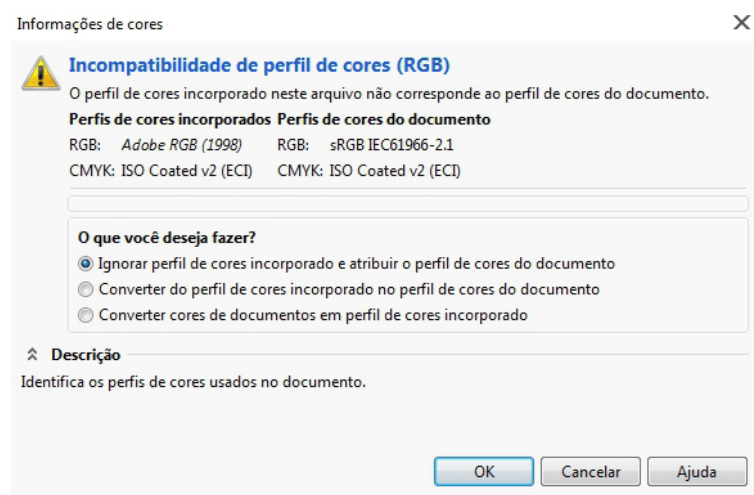 Informações de cores
Incompatibilidade de perfil de cores (RGB)
O perfil de cores incorporado neste arquivo não corresponde ao perfil de cores do documento.
Perfis de cores incorporados Perfis de cores do documento
RGB: Adobe RGB (1998) RGB: sRGB IEC61966-2.1
CMYK: ISO Coated v2 (ECI) CMYK: ISO Coated v2 (ECI)
O que você deseja fazer?
Ignorar perfil de cores incorporado e atribuir o perfil de cores do documento
Converter do perfil de cores incorporado no perfil de cores do documento
Converter cores de documentos em perfil de cores incorporado
Descrição
Identifica os perfis de cores usados no documento.
OK Cancelar Ajuda